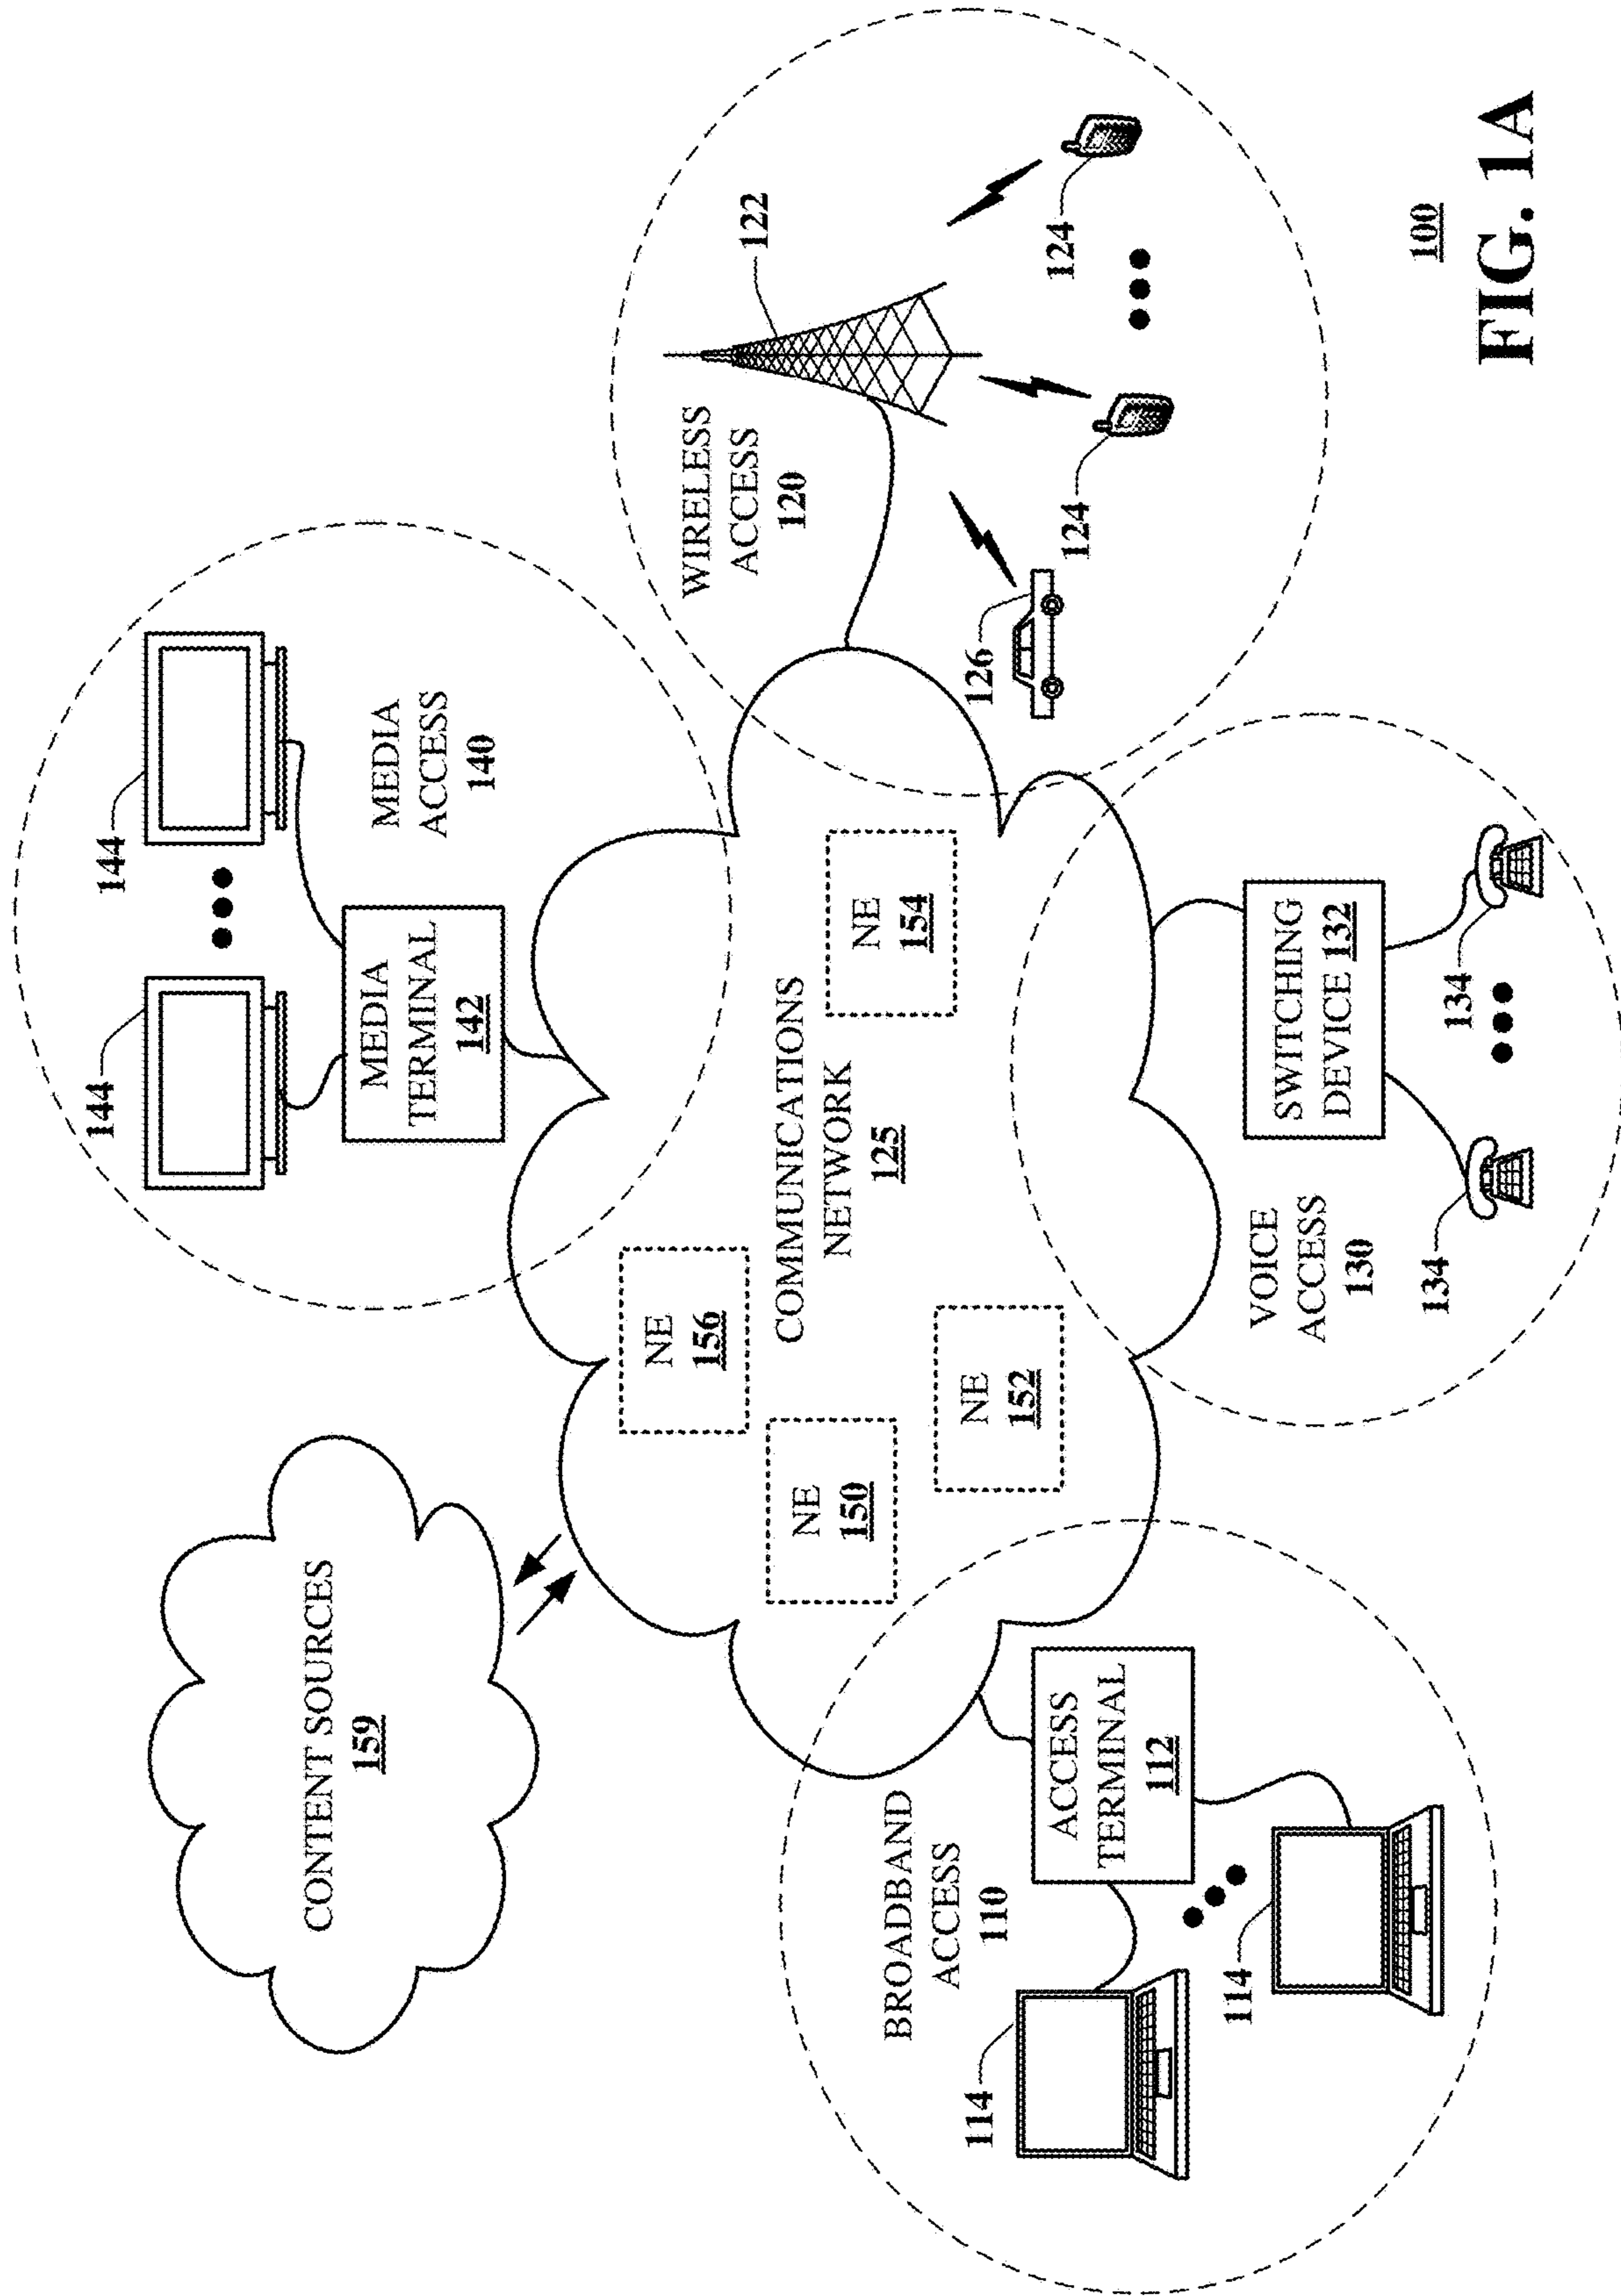 CONTENT SOURCES
159
144
144
MEDIA
TERMINAL
142
MEDIA
ACCESS
140
WIRELESS
ACCESS
120
122
124
124
126
COMMUNICATIONS
NETWORK
125
NE
156
NE
150
NE
152
NE
154
BROADBAND
ACCESS
110
ACCESS
TERMINAL
112
114
114
VOICE
ACCESS
130
SWITCHING
DEVICE 132
134
134
100
FIG. 1A